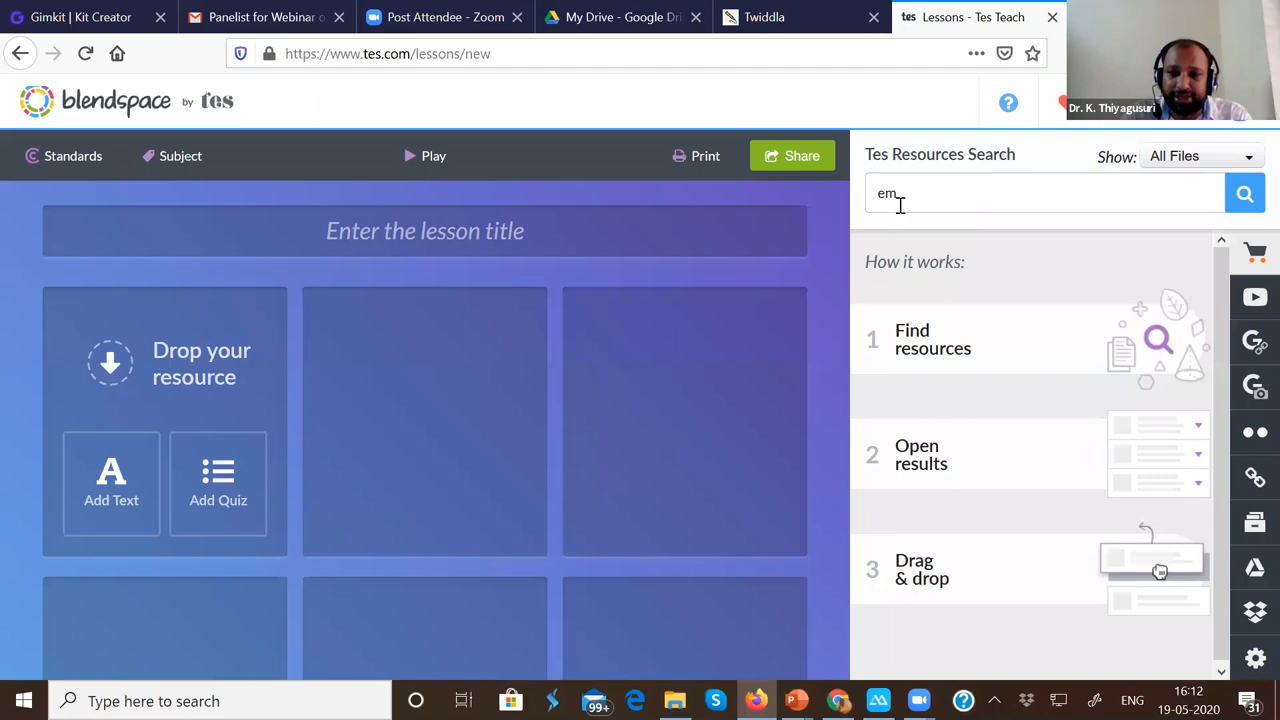 Gimkit | Kit Creator
Panelist for Webinar o
Post Attendee - Zoom
My Drive - Google Dri
Twiddla
tes Lessons - Tes Teach
https://www.tes.com/lessons/new
blendspace by tes
Dr. K. Thiyagusuri
Standards
Subject
Play
Print
Share
Tes Resources Search
Show: All Files
em
Enter the lesson title
How it works:
Drop your
resource
A
Add Text
Add Quiz
1 Find
resources
2 Open
results
3 Drag
& drop
Type here to search
99+
ENG
16:12
19-05-2020
31